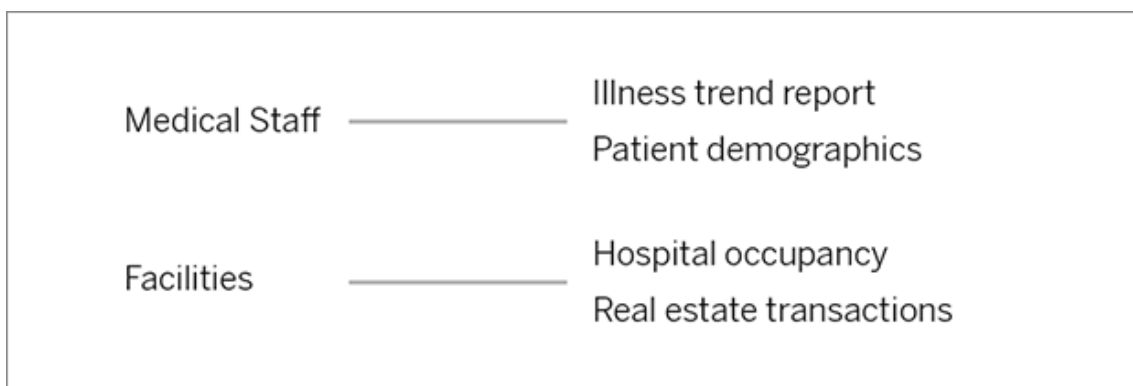 Medical Staff
Illness trend report
Patient demographics
Facilities
Hospital occupancy
Real estate transactions